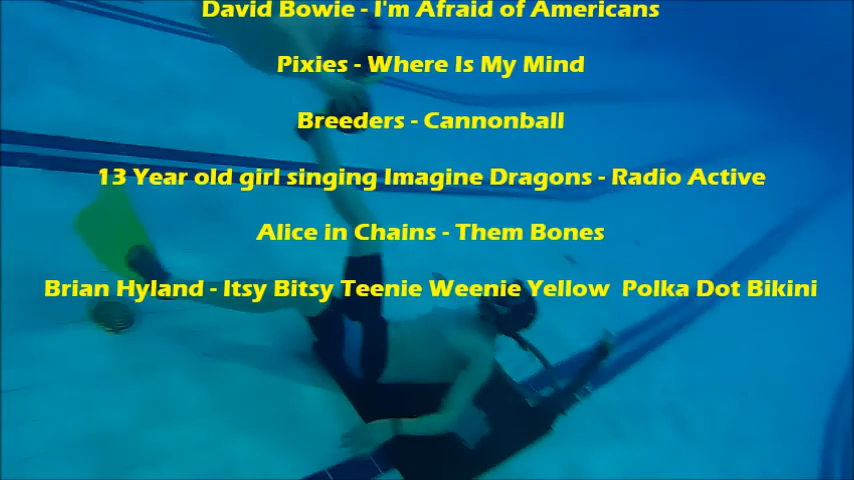 David Bowie - I'm Afraid of Americans
Pixies - Where Is My Mind
Breeders - Cannonball
13 Year old girl singing Imagine Dragons - Radio Active
Alice in Chains - Them Bones
Brian Hyland - Itsy Bitsy Teenie Weenie Yellow  Polka Dot Bikini